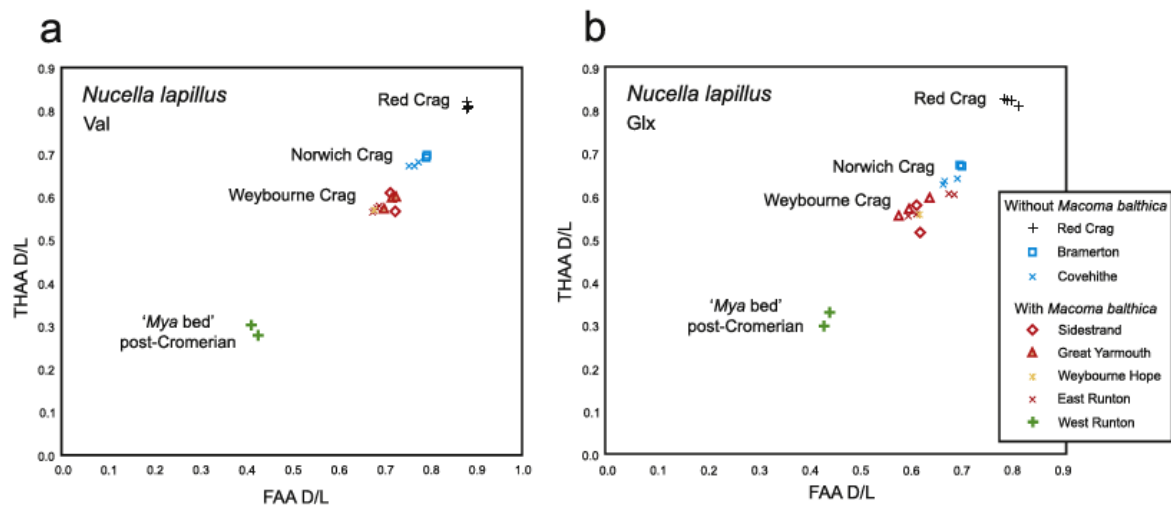 a
0.9
0.8
0.7
0.6
0.5
0.4
0.3
0.2
0.1
0.0
THAA D/L
Nucella lapillus
Val
Red Crag
Norwich Crag
Weybourne Crag
‘Mya bed’
post-Cromerian
0.0 0.1 0.2 0.3 0.4 0.5 0.6 0.7 0.8 0.9 1.0
FAA D/L
b
0.9
0.8
0.7
0.6
0.5
0.4
0.3
0.2
0.1
0.0
THAA D/L
Nucella lapillus
Glx
Red Crag
Norwich Crag
Weybourne Crag
‘Mya bed’
post-Cromerian
0.0 0.1 0.2 0.3 0.4 0.5 0.6 0.7 0.8 0.9
FAA D/L
Without Macoma balthica
Red Crag
Bramerton
Covehithe
With Macoma balthica
Sidestrand
Great Yarmouth
Weybourne Hope
East Runton
West Runton